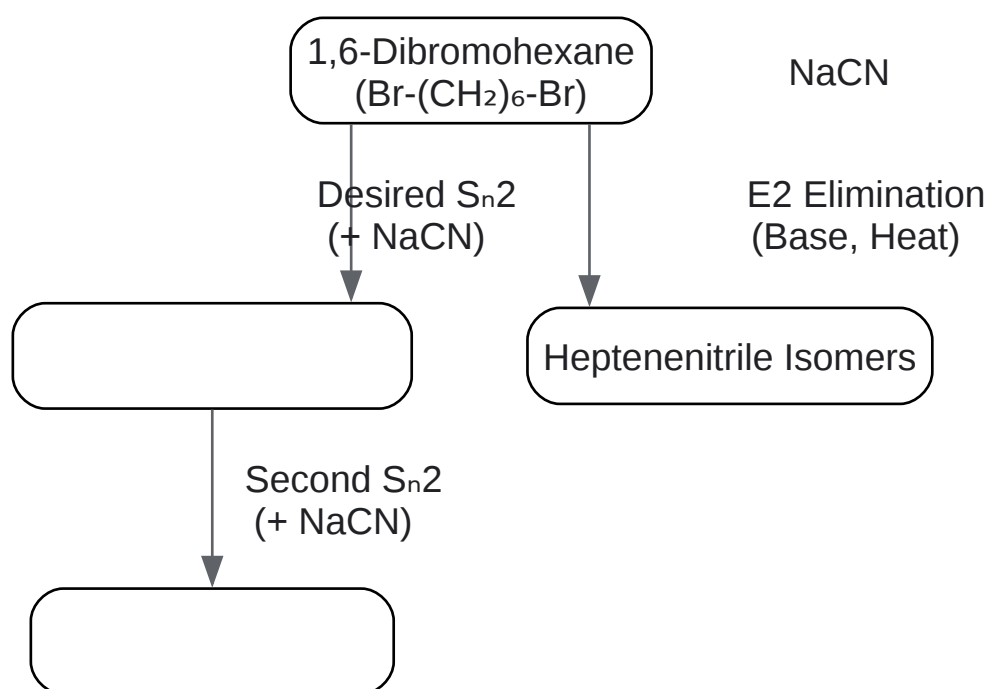 1,6-Dibromohexane
(Br-(CH₂)₆-Br)
NaCN
Desired Sₙ2
(+ NaCN)
E2 Elimination
(Base, Heat)
Heptenenitrile Isomers
Second Sₙ2
(+ NaCN)